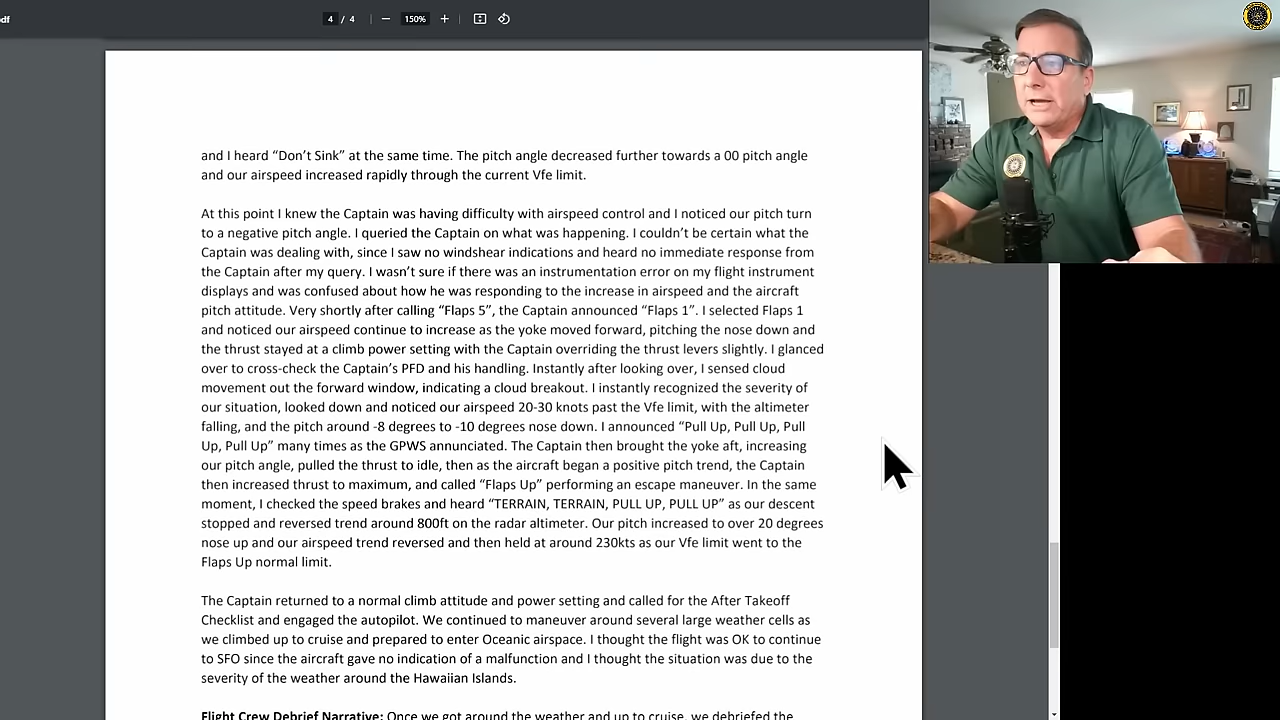 df
4 / 4
150%
and I heard “Don’t Sink” at the same time. The pitch angle decreased further towards a 00 pitch angle
and our airspeed increased rapidly through the current Vfe limit.
At this point I knew the Captain was having difficulty with airspeed control and I noticed our pitch turn
to a negative pitch angle. I queried the Captain on what was happening. I couldn’t be certain what the
Captain was dealing with, since I saw no windshear indications and heard no immediate response from
the Captain after my query. I wasn’t sure if there was an instrumentation error on my flight instrument
displays and was confused about how he was responding to the increase in airspeed and the aircraft
pitch attitude. Very shortly after calling “Flaps 5”, the Captain announced “Flaps 1”. I selected Flaps 1
and noticed our airspeed continue to increase as the yoke moved forward, pitching the nose down and
the thrust stayed at a climb power setting with the Captain overriding the thrust levers slightly. I glanced
over to cross-check the Captain’s PFD and his handling. Instantly after looking over, I sensed cloud
movement out the forward window, indicating a cloud breakout. I instantly recognized the severity of
our situation, looked down and noticed our airspeed 20-30 knots past the Vfe limit, with the altimeter
falling, and the pitch around -8 degrees to -10 degrees nose down. I announced “Pull Up, Pull Up, Pull
Up, Pull Up” many times as the GPWS annunciated. The Captain then brought the yoke aft, increasing
our pitch angle, pulled the thrust to idle, then as the aircraft began a positive pitch trend, the Captain
then increased thrust to maximum, and called “Flaps Up” performing an escape maneuver. In the same
moment, I checked the speed brakes and heard “TERRAIN, TERRAIN, PULL UP, PULL UP” as our descent
stopped and reversed trend around 800ft on the radar altimeter. Our pitch increased to over 20 degrees
nose up and our airspeed trend reversed and then held at around 230kts as our Vfe limit went to the
Flaps Up normal limit.
The Captain returned to a normal climb attitude and power setting and called for the After Takeoff
Checklist and engaged the autopilot. We continued to maneuver around several large weather cells as
we climbed up to cruise and prepared to enter Oceanic airspace. I thought the flight was OK to continue
to SFO since the aircraft gave no indication of a malfunction and I thought the situation was due to the
severity of the weather around the Hawaiian Islands.
Flight Crew Debrief Narrative: Once we got around the weather and up to cruise, we debriefed the